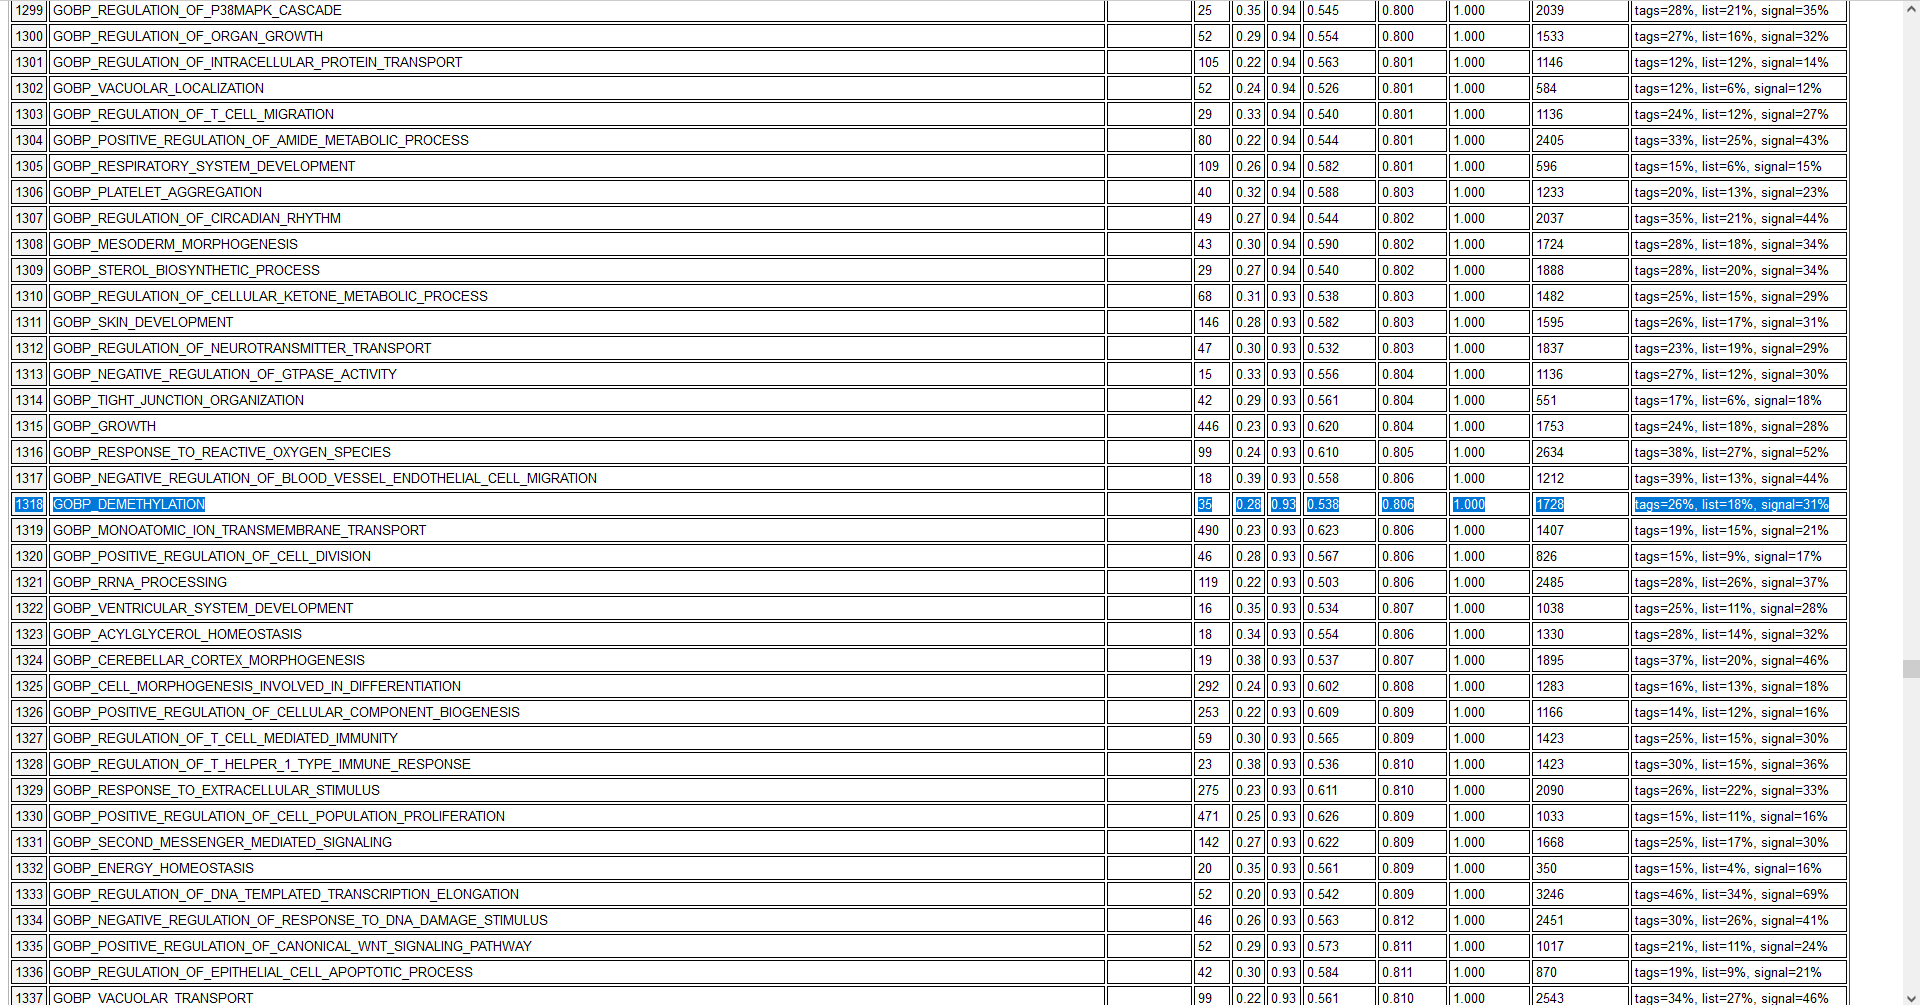 1299 GOBP_REGULATION_OF_P38MAPK_CASCADE 25 0.35 0.94 0.545 0.800 1.000 2039 tags=28%, list=21%, signal=35%
1300 GOBP_REGULATION_OF_ORGAN_GROWTH 52 0.29 0.94 0.554 0.800 1.000 1533 tags=27%, list=16%, signal=32%
1301 GOBP_REGULATION_OF_INTRACELLULAR_PROTEIN_TRANSPORT 105 0.22 0.94 0.563 0.801 1.000 1146 tags=12%, list=12%, signal=14%
1302 GOBP_VACUOLAR_LOCALIZATION 52 0.24 0.94 0.526 0.801 1.000 584 tags=12%, list=6%, signal=12%
1303 GOBP_REGULATION_OF_T_CELL_MIGRATION 29 0.33 0.94 0.540 0.801 1.000 1136 tags=24%, list=12%, signal=27%
1304 GOBP_POSITIVE_REGULATION_OF_AMIDE_METABOLIC_PROCESS 80 0.22 0.94 0.544 0.801 1.000 2405 tags=33%, list=25%, signal=43%
1305 GOBP_RESPIRATORY_SYSTEM_DEVELOPMENT 109 0.26 0.94 0.582 0.801 1.000 596 tags=15%, list=6%, signal=15%
1306 GOBP_PLATELET_AGGREGATION 40 0.32 0.94 0.588 0.803 1.000 1233 tags=20%, list=13%, signal=23%
1307 GOBP_REGULATION_OF_CIRCADIAN_RHYTHM 49 0.27 0.94 0.544 0.802 1.000 2037 tags=35%, list=21%, signal=44%
1308 GOBP_MESODERM_MORPHOGENESIS 43 0.30 0.94 0.590 0.802 1.000 1724 tags=28%, list=18%, signal=34%
1309 GOBP_STEROL_BIOSYNTHETIC_PROCESS 29 0.27 0.94 0.540 0.802 1.000 1888 tags=28%, list=20%, signal=34%
1310 GOBP_REGULATION_OF_CELLULAR_KETONE_METABOLIC_PROCESS 68 0.31 0.93 0.538 0.803 1.000 1482 tags=25%, list=15%, signal=29%
1311 GOBP_SKIN_DEVELOPMENT 146 0.28 0.93 0.582 0.803 1.000 1595 tags=26%, list=17%, signal=31%
1312 GOBP_REGULATION_OF_NEUROTRANSMITTER_TRANSPORT 47 0.30 0.93 0.532 0.803 1.000 1837 tags=23%, list=19%, signal=29%
1313 GOBP_NEGATIVE_REGULATION_OF_GTPASE_ACTIVITY 15 0.33 0.93 0.556 0.804 1.000 1136 tags=27%, list=12%, signal=30%
1314 GOBP_TIGHT_JUNCTION_ORGANIZATION 42 0.29 0.93 0.561 0.804 1.000 551 tags=17%, list=6%, signal=18%
1315 GOBP_GROWTH 446 0.23 0.93 0.620 0.804 1.000 1753 tags=24%, list=18%, signal=28%
1316 GOBP_RESPONSE_TO_REACTIVE_OXYGEN_SPECIES 99 0.24 0.93 0.610 0.805 1.000 2634 tags=38%, list=27%, signal=52%
1317 GOBP_NEGATIVE_REGULATION_OF_BLOOD_VESSEL_ENDOTHELIAL_CELL_MIGRATION 18 0.39 0.93 0.558 0.806 1.000 1212 tags=39%, list=13%, signal=44%
1318 GOBP_DEMETHYLATION 35 0.28 0.93 0.538 0.806 1.000 1728 tags=26%, list=18%, signal=31%
1319 GOBP_MONOATOMIC_ION_TRANSMEMBRANE_TRANSPORT 490 0.23 0.93 0.623 0.806 1.000 1407 tags=19%, list=15%, signal=21%
1320 GOBP_POSITIVE_REGULATION_OF_CELL_DIVISION 46 0.28 0.93 0.567 0.806 1.000 826 tags=15%, list=9%, signal=17%
1321 GOBP_RRNA_PROCESSING 119 0.22 0.93 0.503 0.806 1.000 2485 tags=28%, list=26%, signal=37%
1322 GOBP_VENTRICULAR_SYSTEM_DEVELOPMENT 16 0.35 0.93 0.534 0.807 1.000 1038 tags=25%, list=11%, signal=28%
1323 GOBP_ACYLGLYCEROL_HOMEOSTASIS 18 0.34 0.93 0.554 0.806 1.000 1330 tags=28%, list=14%, signal=32%
1324 GOBP_CEREBELLAR_CORTEX_MORPHOGENESIS 19 0.38 0.93 0.537 0.807 1.000 1895 tags=37%, list=20%, signal=46%
1325 GOBP_CELL_MORPHOGENESIS_INVOLVED_IN_DIFFERENTIATION 292 0.24 0.93 0.602 0.808 1.000 1283 tags=16%, list=13%, signal=18%
1326 GOBP_POSITIVE_REGULATION_OF_CELLULAR_COMPONENT_BIOGENESIS 253 0.22 0.93 0.609 0.809 1.000 1166 tags=14%, list=12%, signal=16%
1327 GOBP_REGULATION_OF_T_CELL_MEDIATED_IMMUNITY 59 0.30 0.93 0.565 0.809 1.000 1423 tags=25%, list=15%, signal=30%
1328 GOBP_REGULATION_OF_T_HELPER_1_TYPE_IMMUNE_RESPONSE 23 0.38 0.93 0.536 0.810 1.000 1423 tags=30%, list=15%, signal=36%
1329 GOBP_RESPONSE_TO_EXTRACELLULAR_STIMULUS 275 0.23 0.93 0.611 0.810 1.000 2090 tags=26%, list=22%, signal=33%
1330 GOBP_POSITIVE_REGULATION_OF_CELL_POPULATION_PROLIFERATION 471 0.25 0.93 0.626 0.809 1.000 1033 tags=15%, list=11%, signal=16%
1331 GOBP_SECOND_MESSENGER_MEDIATED_SIGNALING 142 0.27 0.93 0.622 0.809 1.000 1668 tags=25%, list=17%, signal=30%
1332 GOBP_ENERGY_HOMEOSTASIS 20 0.35 0.93 0.561 0.809 1.000 350 tags=15%, list=4%, signal=16%
1333 GOBP_REGULATION_OF_DNA_TEMPLATED_TRANSCRIPTION_ELONGATION 52 0.20 0.93 0.542 0.809 1.000 3246 tags=46%, list=34%, signal=69%
1334 GOBP_NEGATIVE_REGULATION_OF_RESPONSE_TO_DNA_DAMAGE_STIMULUS 46 0.26 0.93 0.563 0.812 1.000 2451 tags=30%, list=26%, signal=41%
1335 GOBP_POSITIVE_REGULATION_OF_CANONICAL_WNT_SIGNALING_PATHWAY 52 0.29 0.93 0.573 0.811 1.000 1017 tags=21%, list=11%, signal=24%
1336 GOBP_REGULATION_OF_EPITHELIAL_CELL_APOPTOTIC_PROCESS 42 0.30 0.93 0.584 0.811 1.000 870 tags=19%, list=9%, signal=21%
1337 GOBP_VACUOLAR_TRANSPORT 99 0.22 0.93 0.561 0.810 1.000 2543 tags=34%, list=27%, signal=46%